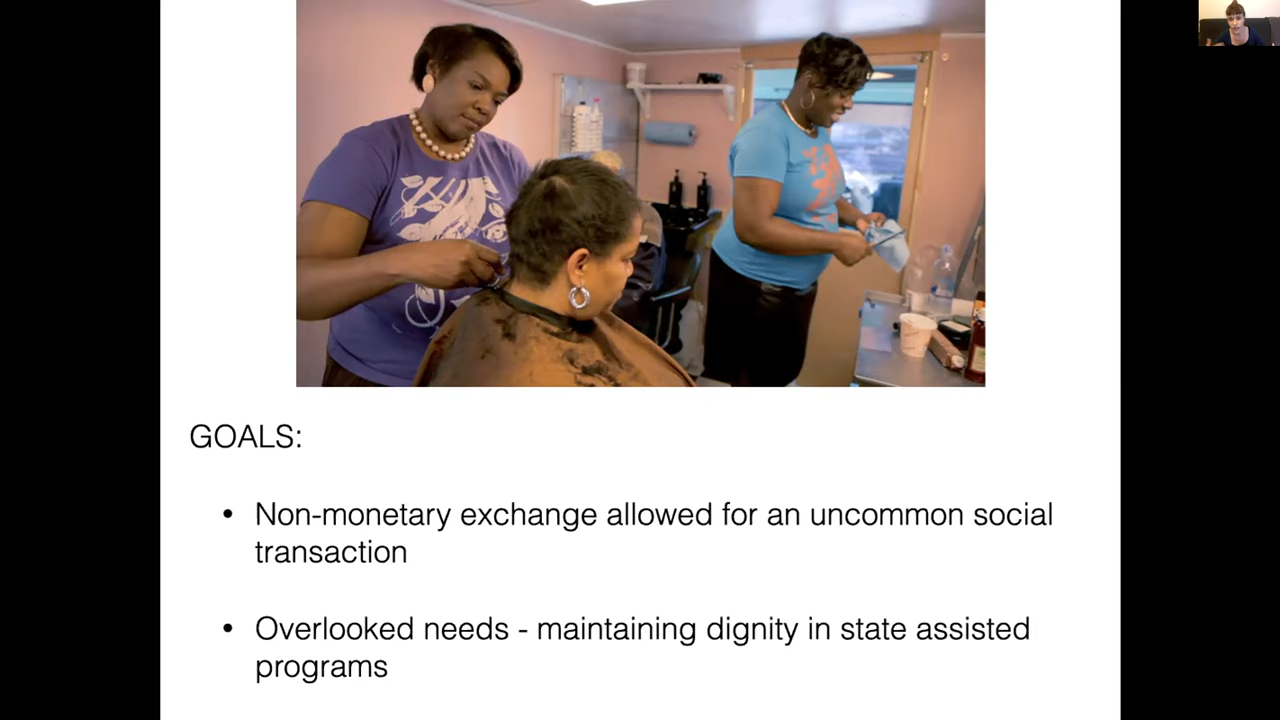 GOALS:
• Non-monetary exchange allowed for an uncommon social
transaction
• Overlooked needs - maintaining dignity in state assisted
programs